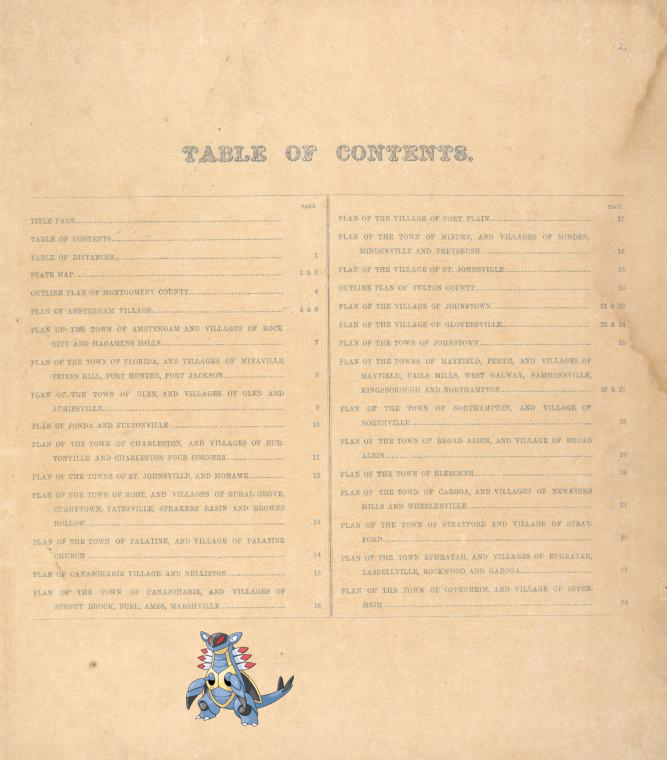 2
TABLE OF CONTENTS.
PAGE
TITLE PAGE
TABLE OF CONTENTS
TABLE OF DISTANCES 1
STATE MAP 2 & 3
OUTLINE PLAN OF MONTGOMERY COUNTY 4
PLAN OF AMSTERDAM VILLAGE 5 & 6
PLAN OF THE TOWN OF AMSTERDAM AND VILLAGES OF ROCK
CITY AND HAGAMENS MILLS 7
PLAN OF THE TOWN OF FLORIDA, AND VILLAGES OF MINAVILLE
TRIBES HILL, FORT HUNTER, PORT JACKSON 8
PLAN OF THE TOWN OF GLEN, AND VILLAGES OF GLEN AND
AURIESVILLE 9
PLAN OF FONDA AND FULTONVILLE 10
PLAN OF THE TOWN OF CHARLESTON, AND VILLAGES OF BUR-
TONVILLE AND CHARLESTON FOUR CORNERS 11
PLAN OF THE TOWNS OF ST. JOHNSVILLE, AND MOHAWK 12
PLAN OF THE TOWN OF ROOT, AND VILLAGES OF RURAL GROVE,
CURRYTOWN, YATESVILLE, SPRAKERS BASIN AND BROWNS
HOLLOW 13
PLAN OF THE TOWN OF PALATINE, AND VILLAGE OF PALATINE
CHURCH 14
PLAN OF CANAJOHARIE VILLAGE AND NELLISTON 15
PLAN OF THE TOWN OF CANAJOHARIE, AND VILLAGES OF
SPROUT BROOK, BUEL, AMES, MARSHVILLE 16
PAGE
PLAN OF THE VILLAGE OF FORT PLAIN 17
PLAN OF THE TOWN OF MINDEN, AND VILLAGES OF MINDEN,
MINDENVILLE AND FREYSBUSH 18
PLAN OF THE VILLAGE OF ST. JOHNSVILLE 19
OUTLINE PLAN OF FULTON COUNTY 20
PLAN OF THE VILLAGE OF JOHNSTOWN 21 & 22
PLAN OF THE VILLAGE OF GLOVERSVILLE 23 & 24
PLAN OF THE TOWN OF JOHNSTOWN 25
PLAN OF THE TOWNS OF MAYFIELD, PERTH, AND VILLAGES OF
MAYFIELD, VAILS MILLS, WEST GALWAY, SAMMONSVILLE,
KINGSBOROUGH AND NORTHAMPTON 26 & 27
PLAN OF THE TOWN OF NORTHAMPTON, AND VILLAGE OF
NORTHVILLE 28
PLAN OF THE TOWN OF BROAD ALBIN, AND VILLAGE OF BROAD
ALBIN 29
PLAN OF THE TOWN OF BLEECKER 30
PLAN OF THE TOWN OF CAROGA, AND VILLAGES OF NEWKIRKS
MILLS AND WHEELERVILLE 31
PLAN OF THE TOWN OF STRATFORD AND VILLAGE OF STRAT-
FORD 32
PLAN OF THE TOWN EPHRATAH, AND VILLAGES OF EPHRATAH,
LASSELLVILLE, ROCKWOOD AND GAROGA 33
PLAN OF THE TOWN OF OPPENHEIM, AND VILLAGE OF OPPEN-
HEIM 34